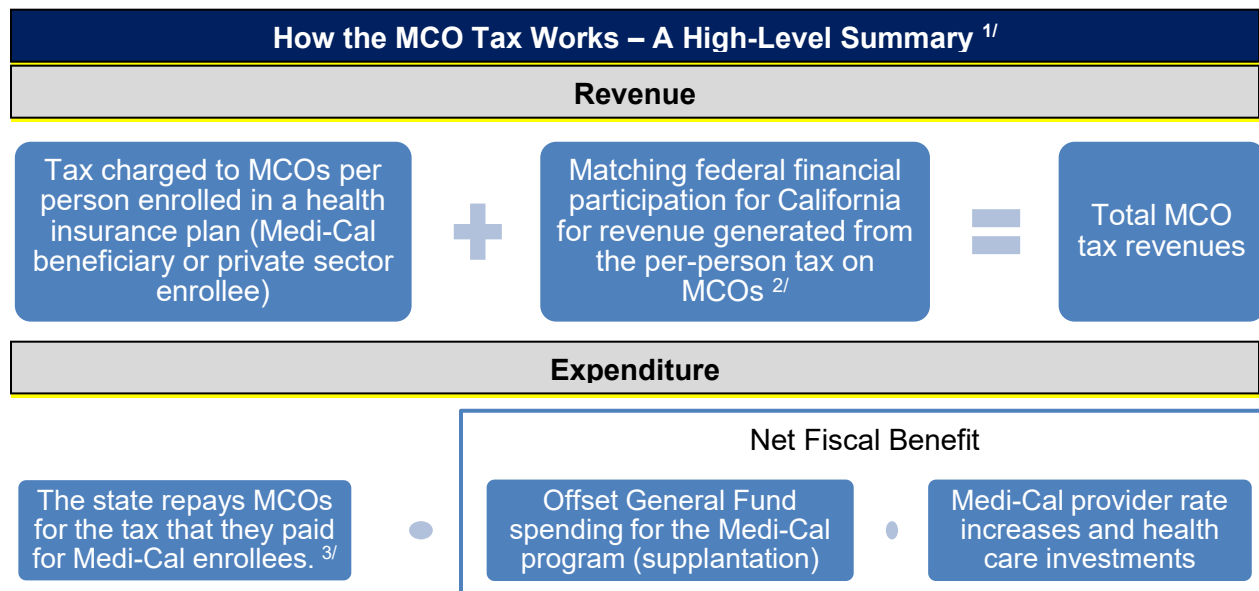 How the MCO Tax Works – A High-Level Summary 1/
Revenue
Tax charged to MCOs per
person enrolled in a health
insurance plan (Medi-Cal
beneficiary or private sector
enrollee)
+
Matching federal financial
participation for California
for revenue generated from
the per-person tax on
MCOs 2/
=
Total MCO
tax revenues
Expenditure
The state repays MCOs
for the tax that they paid
for Medi-Cal enrollees. 3/
Net Fiscal Benefit
Offset General Fund
spending for the Medi-Cal
program (supplantation)
Medi-Cal provider rate
increases and health
care investments